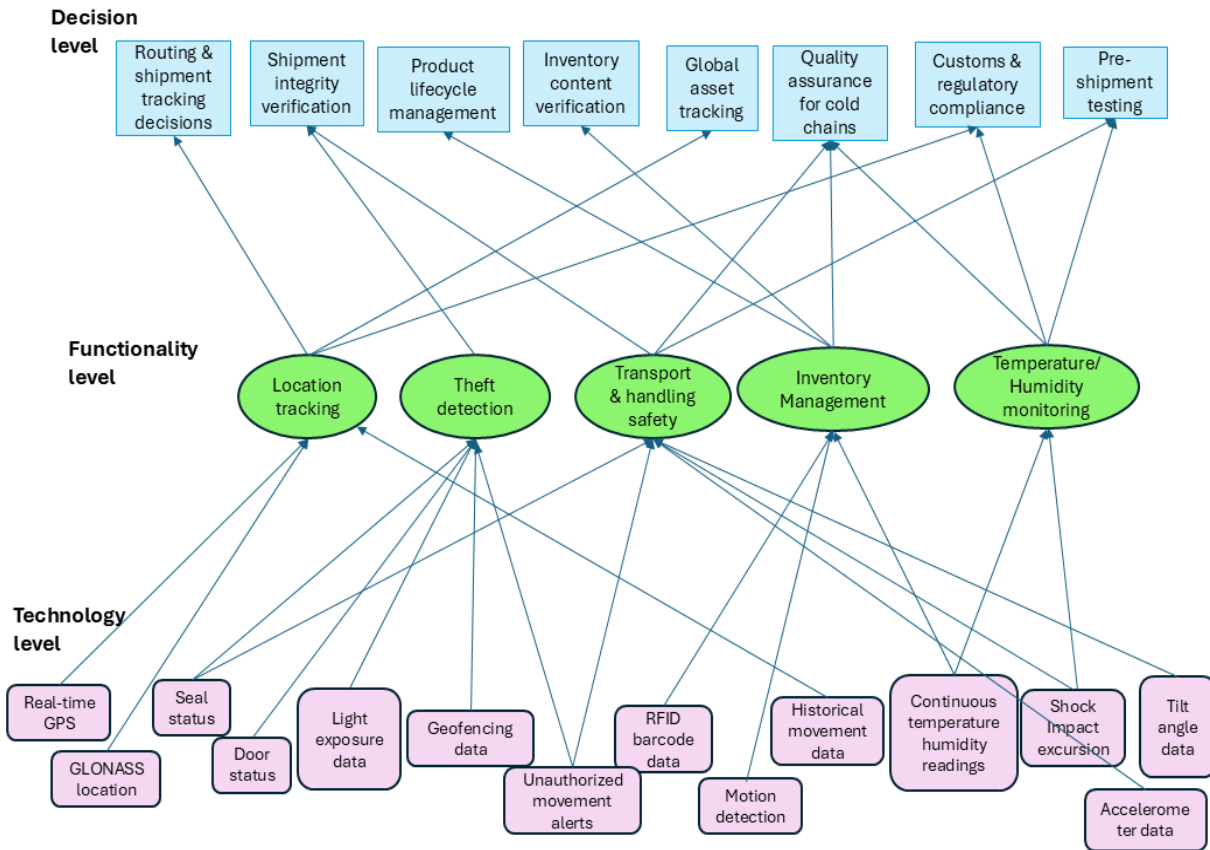 Decision
level
Routing &
shipment
tracking
decisions
Shipment
integrity
verification
Product
lifecycle
management
Inventory
content
verification
Global
asset
tracking
Quality
assurance
for cold
chains
Customs &
regulatory
compliance
Pre-
shipment
testing
Functionality
level
Location
tracking
Theft
detection
Transport
& handling
safety
Inventory
Management
Temperature/
Humidity
monitoring
Technology
level
Real-time
GPS
GLONASS
location
Seal
status
Door
status
Light
exposure
data
Geofencing
data
Unauthorized
movement
alerts
RFID
barcode
data
Motion
detection
Historical
movement
data
Continuous
temperature
humidity
readings
Shock
Impact
excursion
Accelerome
ter data
Tilt
angle
data